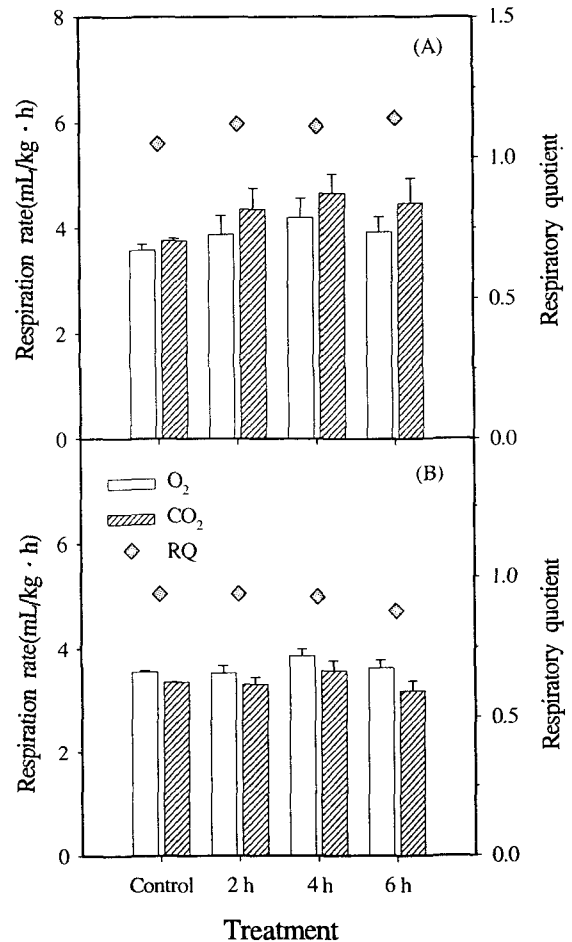 (A)
Respiration rate(mL/kg · h)
8
6
4
2
0
1.5
1.0
0.5
0.0
Respiratory quotient
(B)
O2
CO2
RQ
Respiration rate(mL/kg · h)
6
4
2
0
1.0
0.5
0.0
Respiratory quotient
Control 2 h 4 h 6 h
Treatment